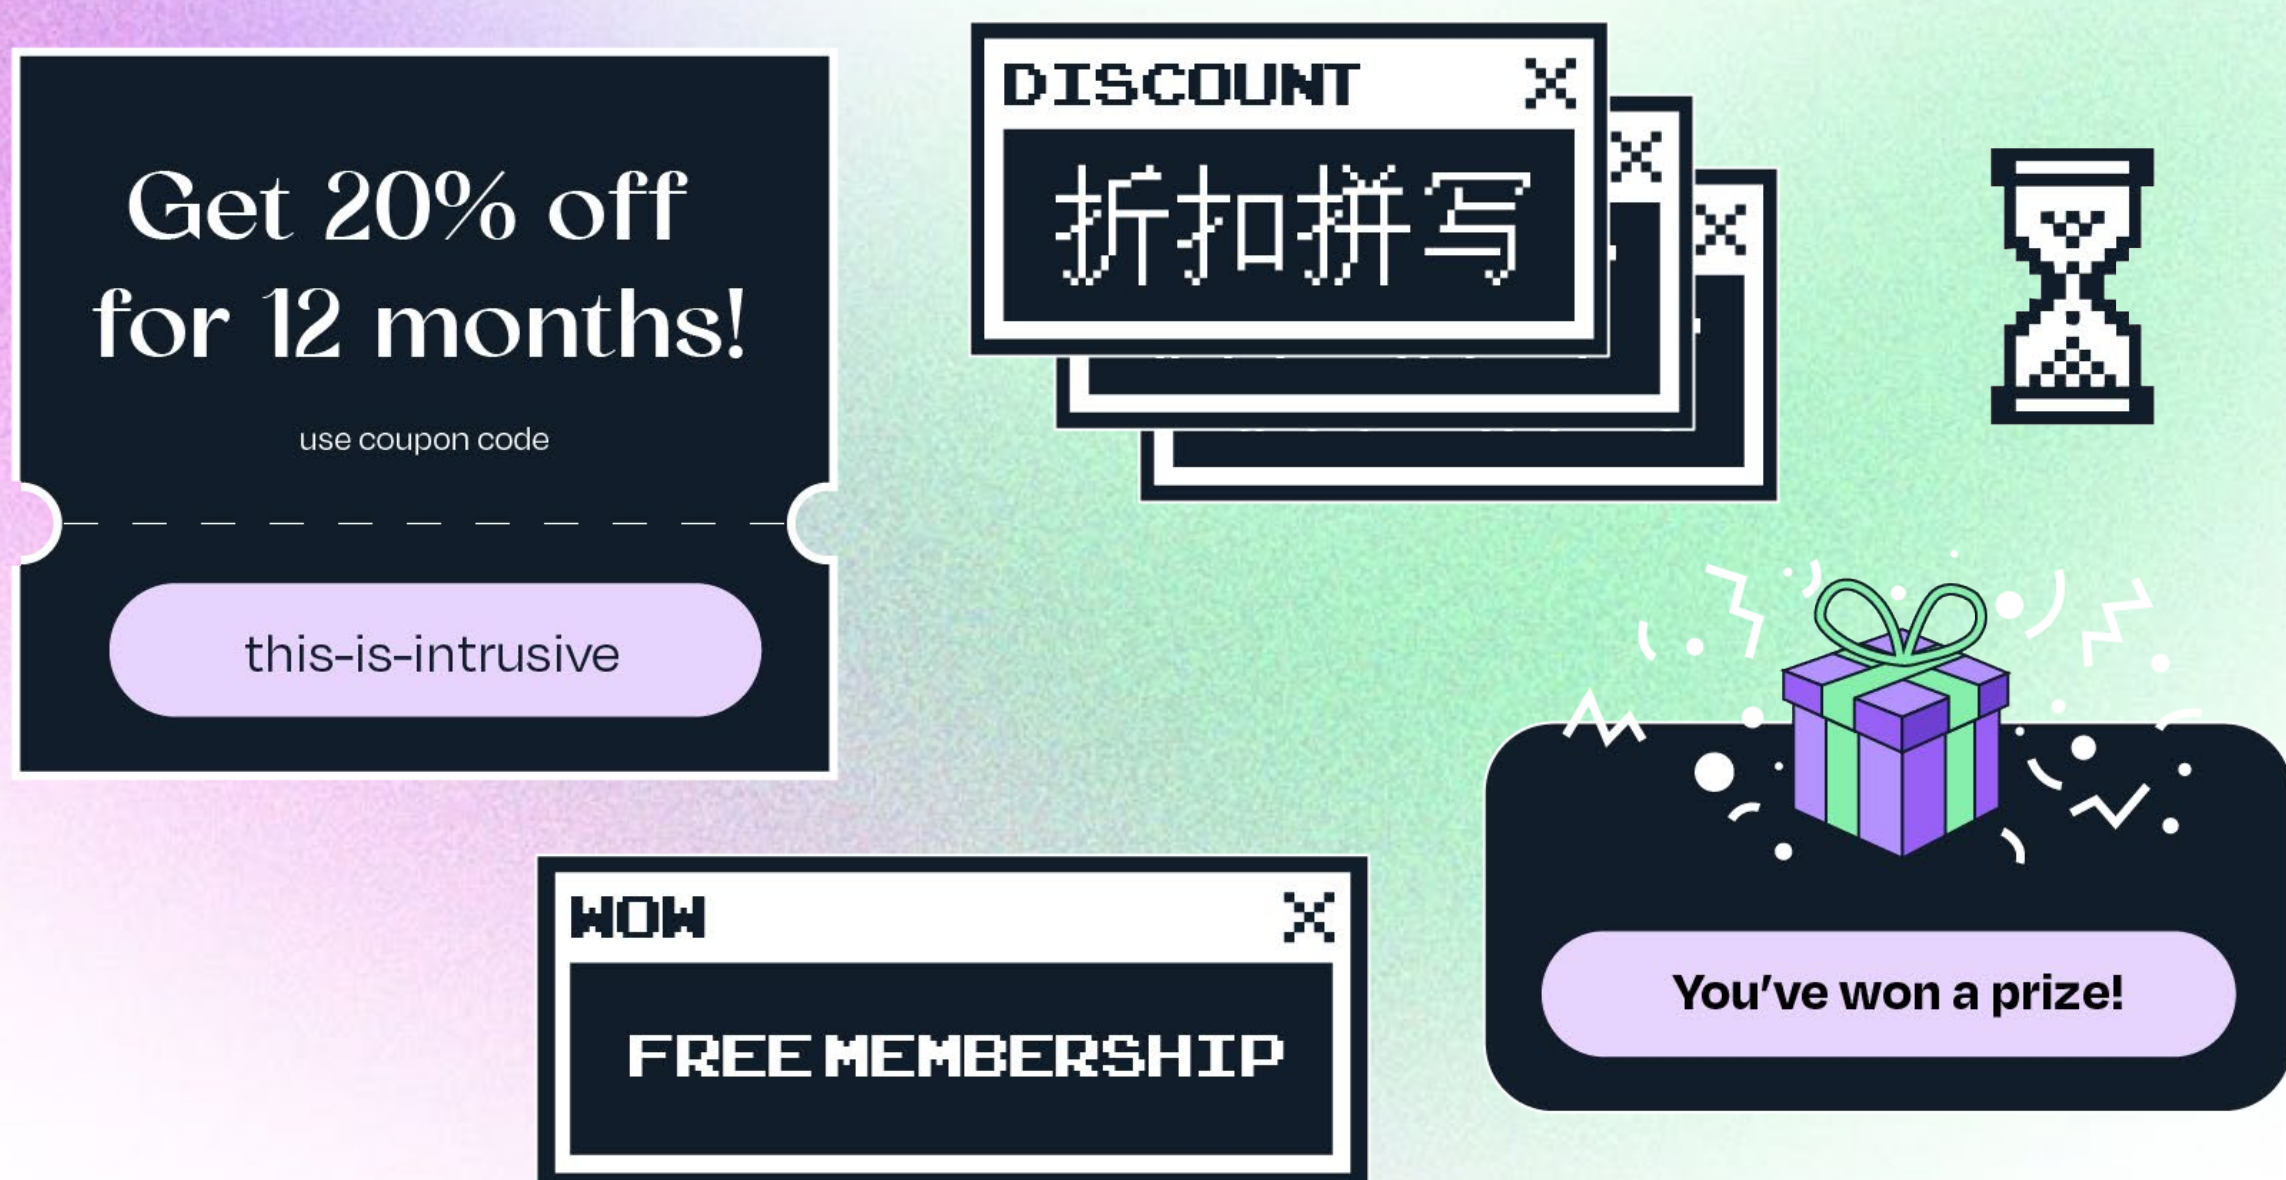 Get 20% off
for 12 months!
use coupon code
this-is-intrusive
DISCOUNT
折扣拼写
WOW
FREE MEMBERSHIP
You've won a prize!